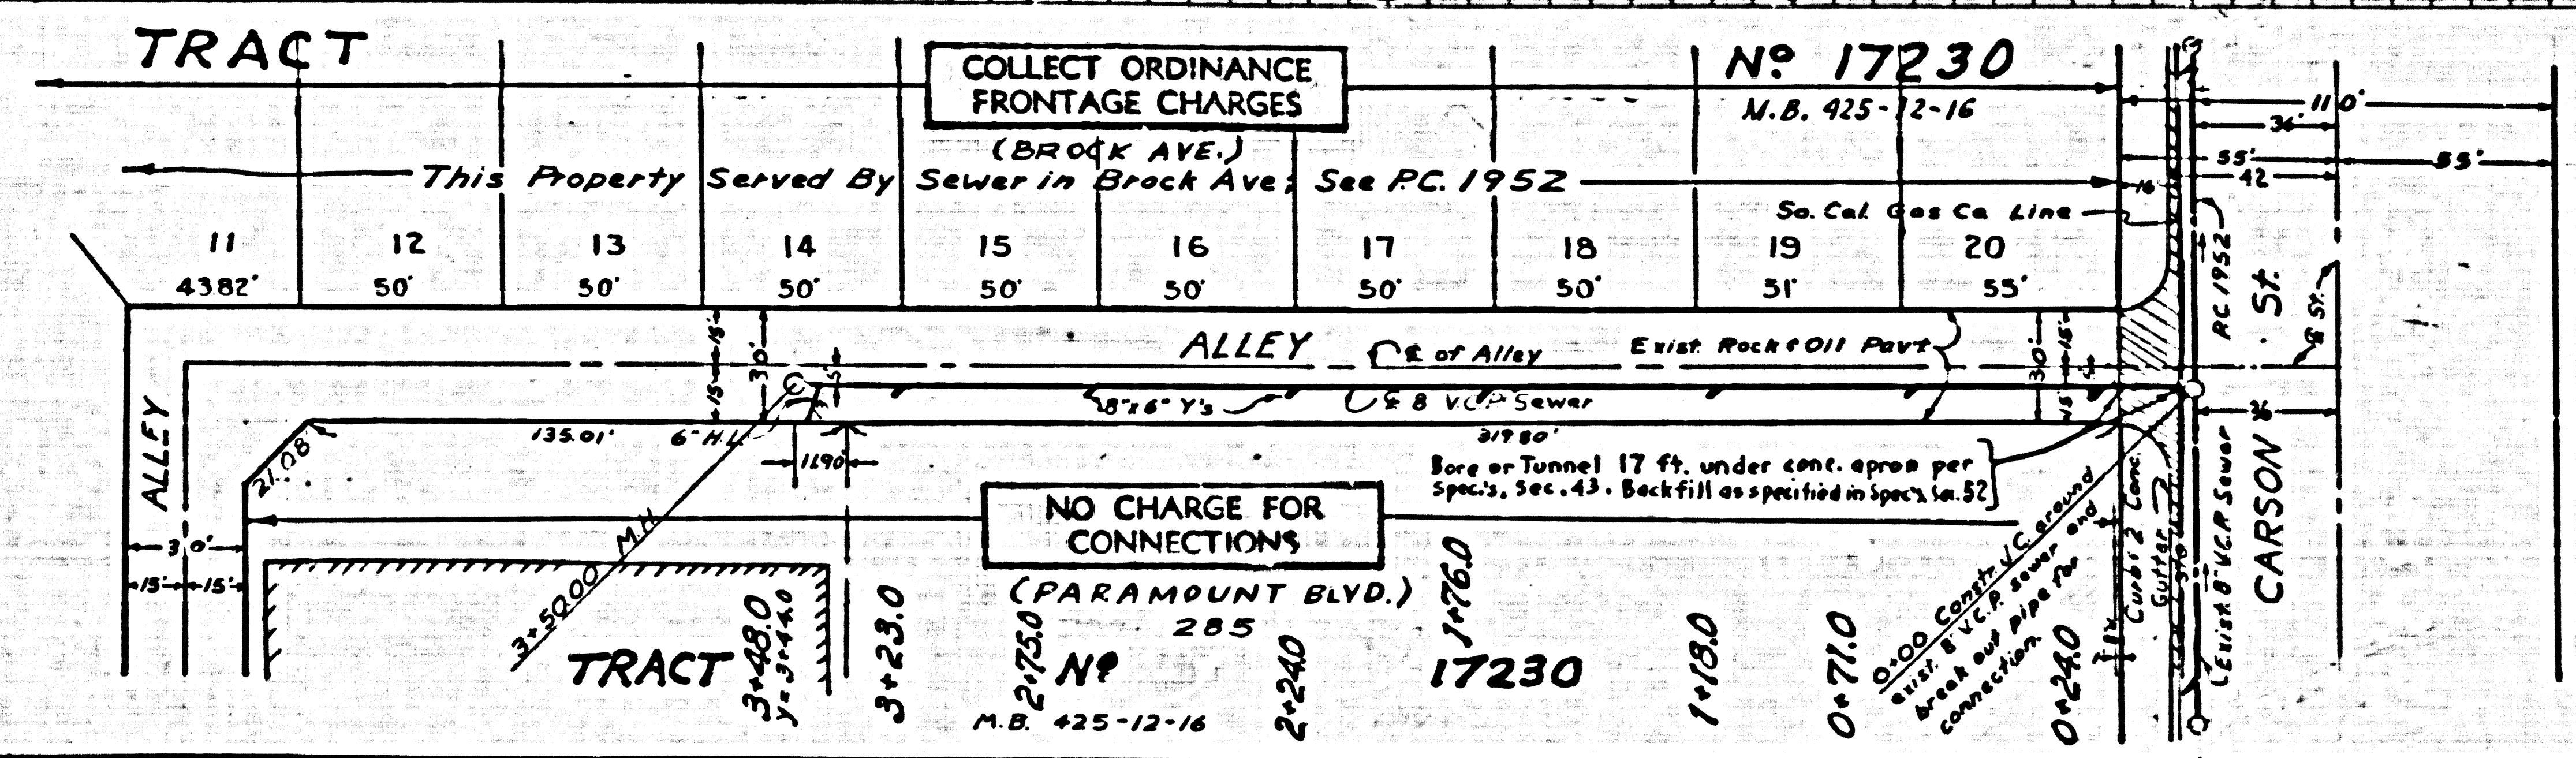 TRACT
COLLECT ORDINANCE
FRONTAGE CHARGES
Nº 17230
M.B. 425-12-16
110'
36'
(BROCK AVE.)
This Property Served By Sewer in Brock Ave; See P.C. 1952
55'
55'
42
16
So. Cal. Gas Co Line
11 12 13 14 15 16 17 18 19 20
43.82' 50' 50' 50' 50' 50' 50' 50' 51' 55'
P.C. 1952
St.
℄ St.
15'
15'
30'
5'
ALLEY
℄ of Alley
Exist. Rock & Oil Pav't
30'
15'
15'
5'
8"x6" Y's
℄ 8" V.C.P. Sewer
36
ALLEY
21.08'
135.01'
6" H.L.
11.90'
319.80'
Bore or Tunnel 17 ft. under conc. apron per
Spec.'s, Sec. 43. Backfill as specified in Spec's, Sec. 52
NO CHARGE FOR
CONNECTIONS
(PARAMOUNT BLVD.)
285
30'
15' 15'
3+50.00 M.H.
TRACT Nº 17230
M.B. 425-12-16
3+48.0
y=3+44.0
3+23.0
2+75.0
2+24.0
1+76.0
1+18.0
0+71.0
0+00 Constr. V.C. around
exist. 8" V.C.P. sewer and
break out pipe for
connection.
0+24.0
Curb & 2' Conc.
Gutter
(Exist. 8" V.C.P. Sewer
CARSON